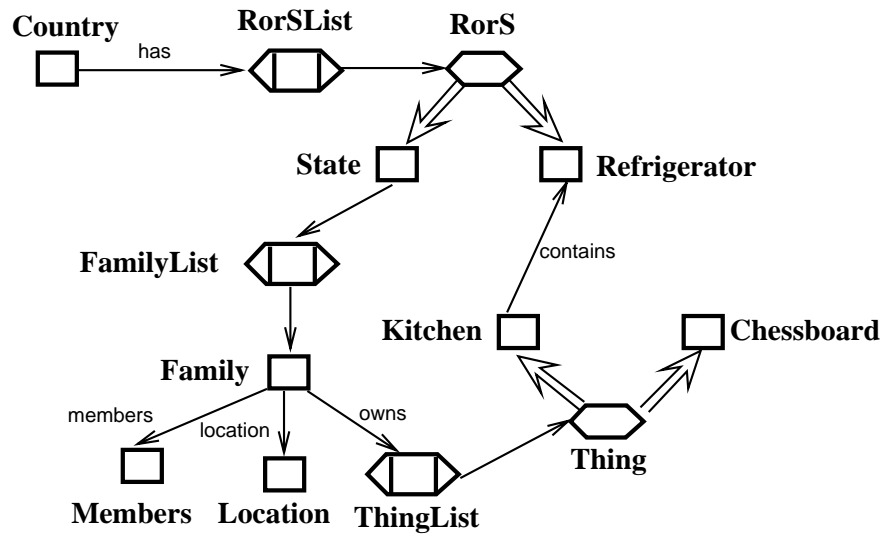 Country
RorSList
RorS
has
State
Refrigerator
FamilyList
contains
Kitchen
Chessboard
Family
members
location
owns
Thing
Members
Location
ThingList